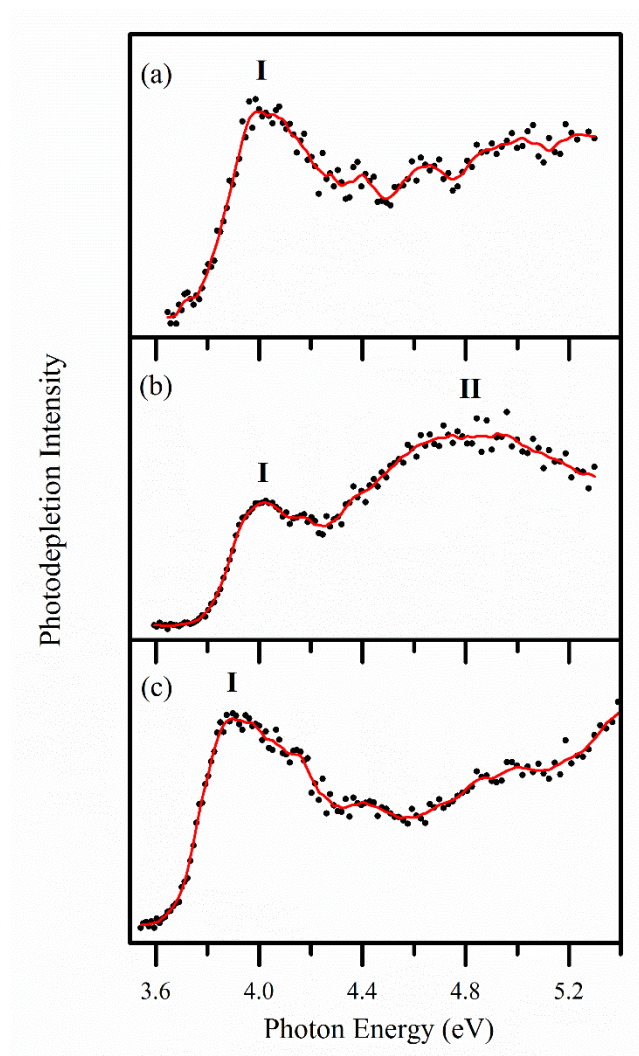 (a)
I
(b)
II
I
(c)
I
Photodepletion Intensity
3.6 4.0 4.4 4.8 5.2
Photon Energy (eV)